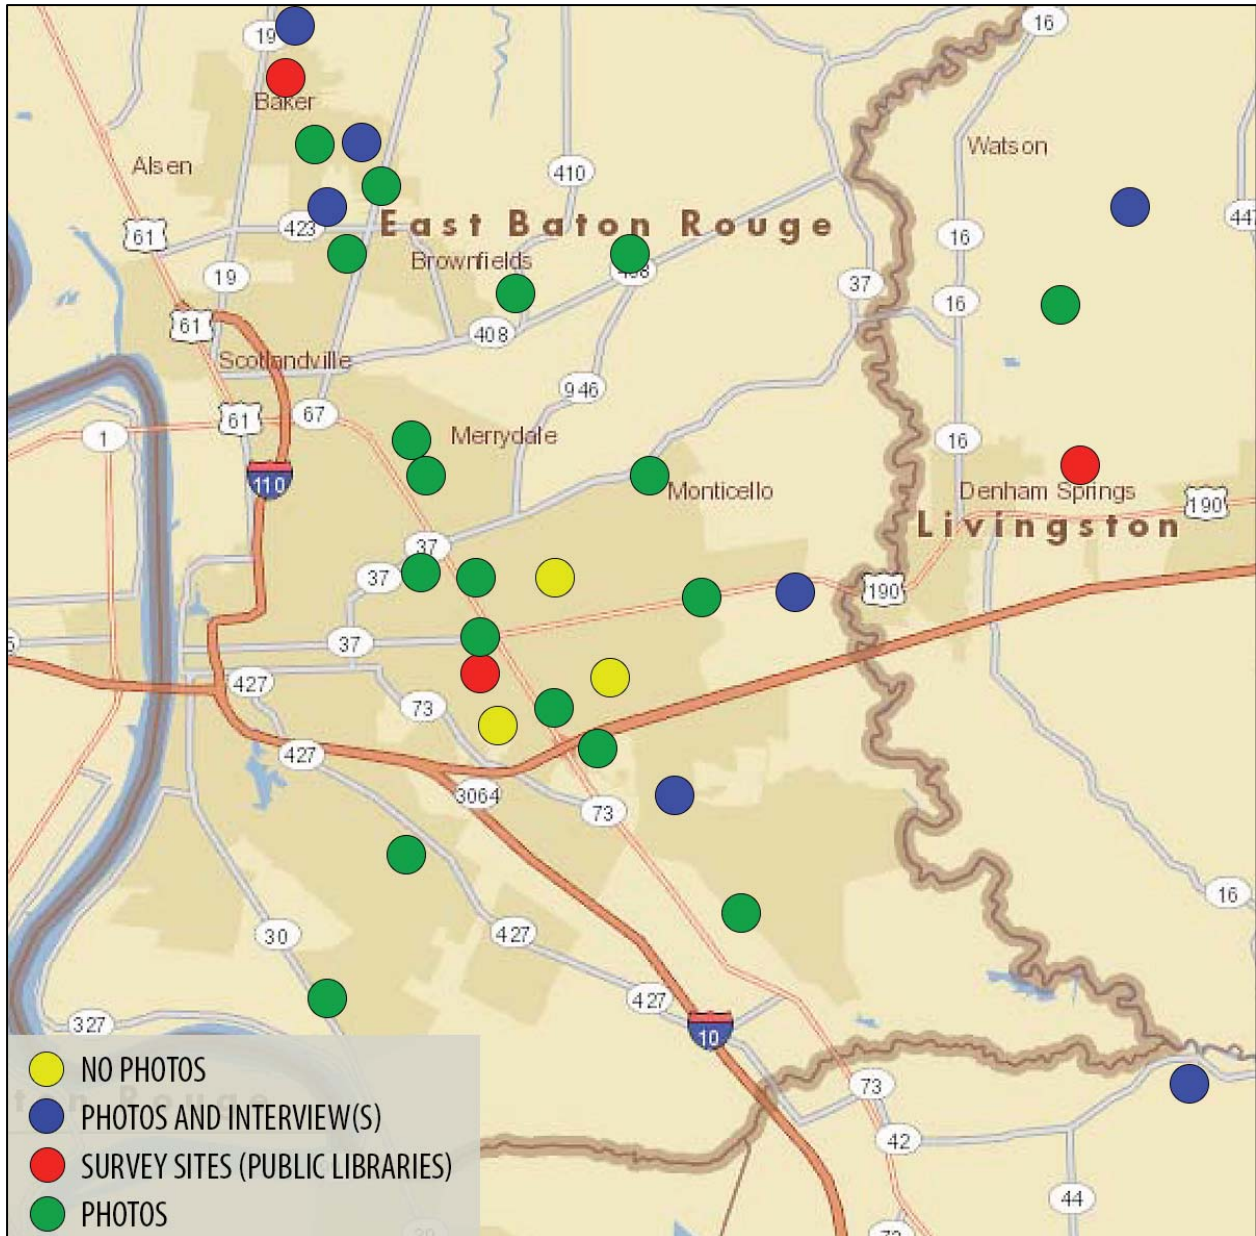 16
19
Baker
Watson
Alsen
410
447
61
423
East Baton Rouge
16
Brownfields
408
19
37
16
61
408
Scotlandville
946
61
67
1
Merrydale
16
110
Monticello
Denham Springs
190
Livingston
37
37
190
37
427
73
427
3064
73
16
30
427
427
327
10
NO PHOTOS
73
PHOTOS AND INTERVIEW(S)
42
SURVEY SITES (PUBLIC LIBRARIES)
44
PHOTOS